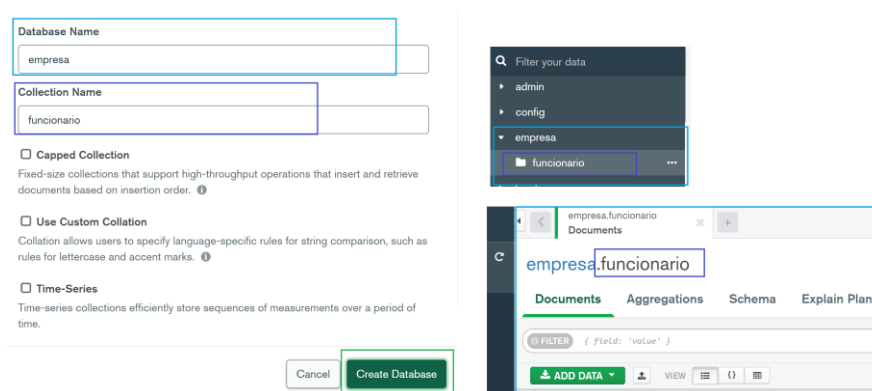 Database Name
empresa
Collection Name
funcionario
Capped Collection
Fixed-size collections that support high-throughput operations that insert and retrieve
documents based on insertion order.
Use Custom Collation
Collation allows users to specify language-specific rules for string comparison, such as
rules for lettercase and accent marks.
Time-Series
Time-series collections efficiently store sequences of measurements over a period of
time.
Cancel
Create Database
Filter your data
admin
config
empresa
funcionario
empresa.funcionario
Documents
empresa.funcionario
Documents Aggregations Schema Explain Plan
FILTER { field: 'value' }
ADD DATA VIEW